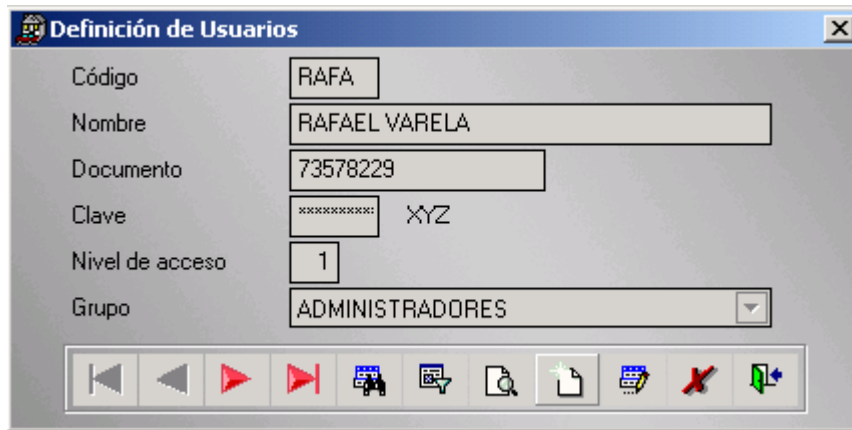 Definición de Usuarios
Código RAFA
Nombre RAFAEL VARELA
Documento 73578229
Clave ********** XYZ
Nivel de acceso 1
Grupo ADMINISTRADORES